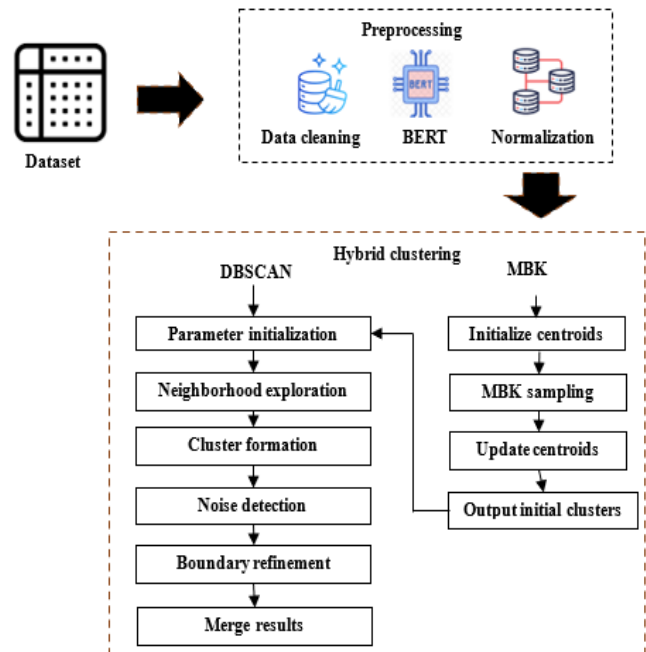 Preprocessing
BERT
Data cleaning
BERT
Normalization
Dataset
Hybrid clustering
DBSCAN
MBK
Parameter initialization
Neighborhood exploration
Cluster formation
Noise detection
Boundary refinement
Merge results
Initialize centroids
MBK sampling
Update centroids
Output initial clusters